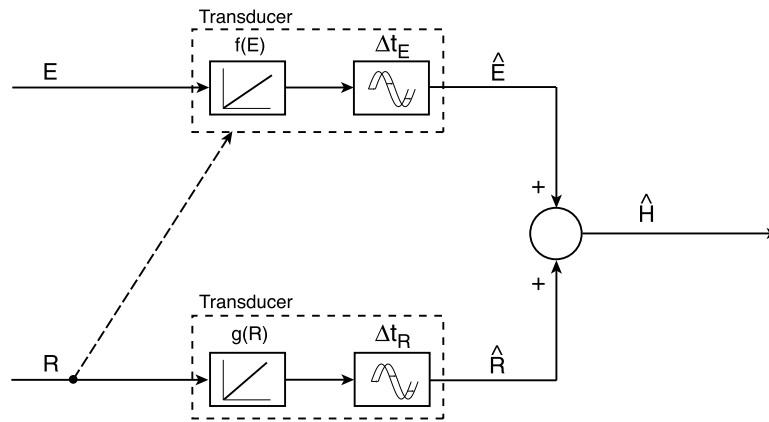 Transducer
f(E)
Δt_E
E
Ê
+
Ĥ
+
Transducer
g(R)
Δt_R
R
R̂